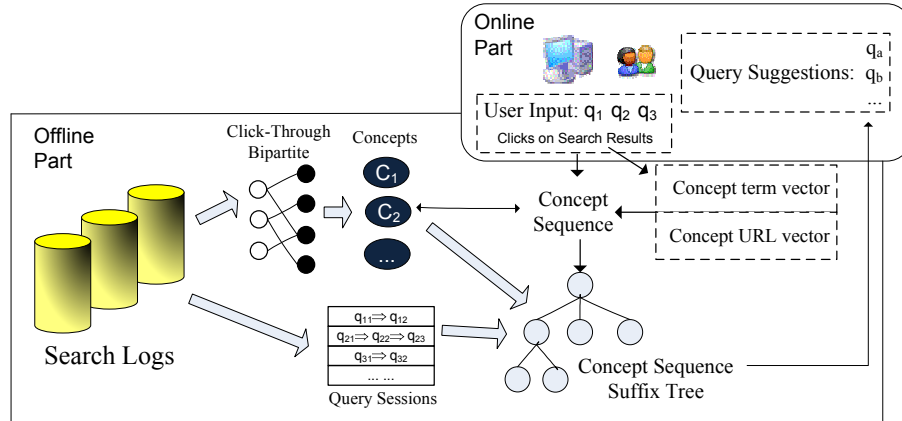 Online
Part
User Input: q1 q2 q3
Clicks on Search Results
Query Suggestions:
qa
qb
...
Offline
Part
Click-Through
Bipartite
Concepts
C1
C2
...
Search Logs
Concept
Sequence
Concept term vector
Concept URL vector
q11⇒ q12
q21⇒ q22⇒ q23
q31⇒ q32
... ...
Query Sessions
Concept Sequence
Suffix Tree